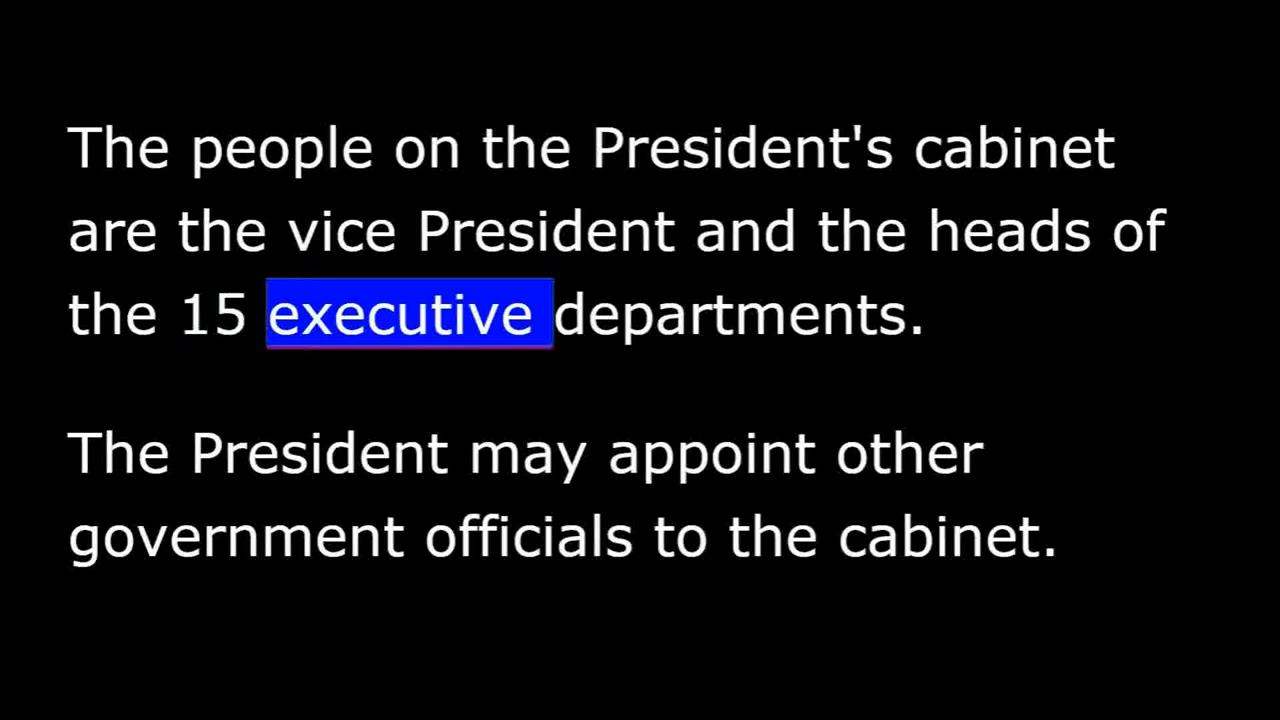 The people on the President's cabinet
are the vice President and the heads of
the 15 executive departments.
The President may appoint other
government officials to the cabinet.